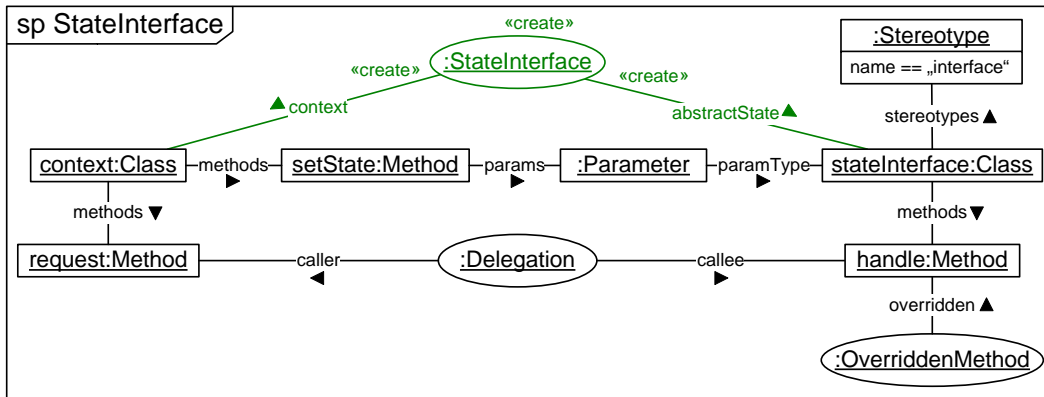 sp StateInterface
«create»
:StateInterface
«create»
«create»
:Stereotype
name == „interface“
context
abstractState
stereotypes
context:Class
methods
setState:Method
params
:Parameter
paramType
stateInterface:Class
methods
methods
request:Method
caller
:Delegation
callee
handle:Method
overridden
:OverriddenMethod